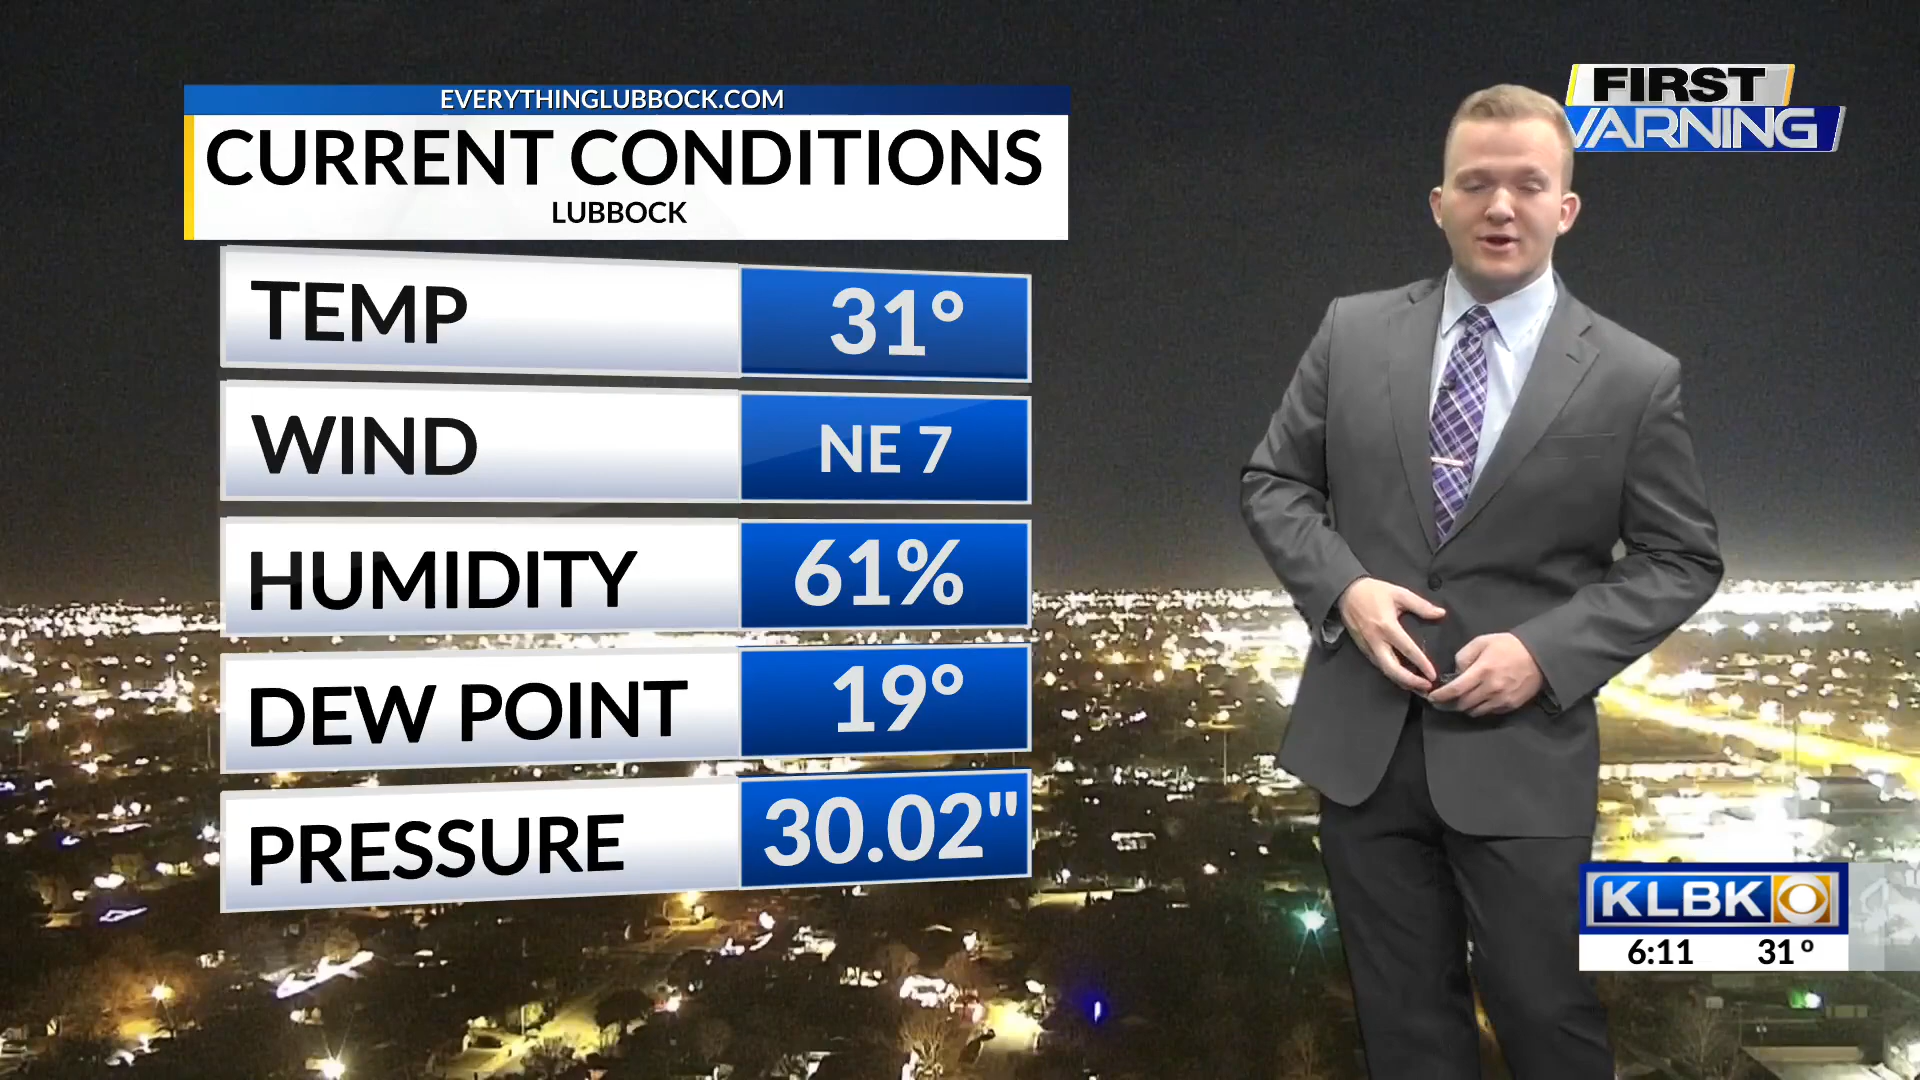 EVERYTHINGLUBBOCK.COM
CURRENT CONDITIONS
LUBBOCK
TEMP 31°
WIND NE 7
HUMIDITY 61%
DEW POINT 19°
PRESSURE 30.02"
FIRST
WARNING
KLBK
6:11 31°